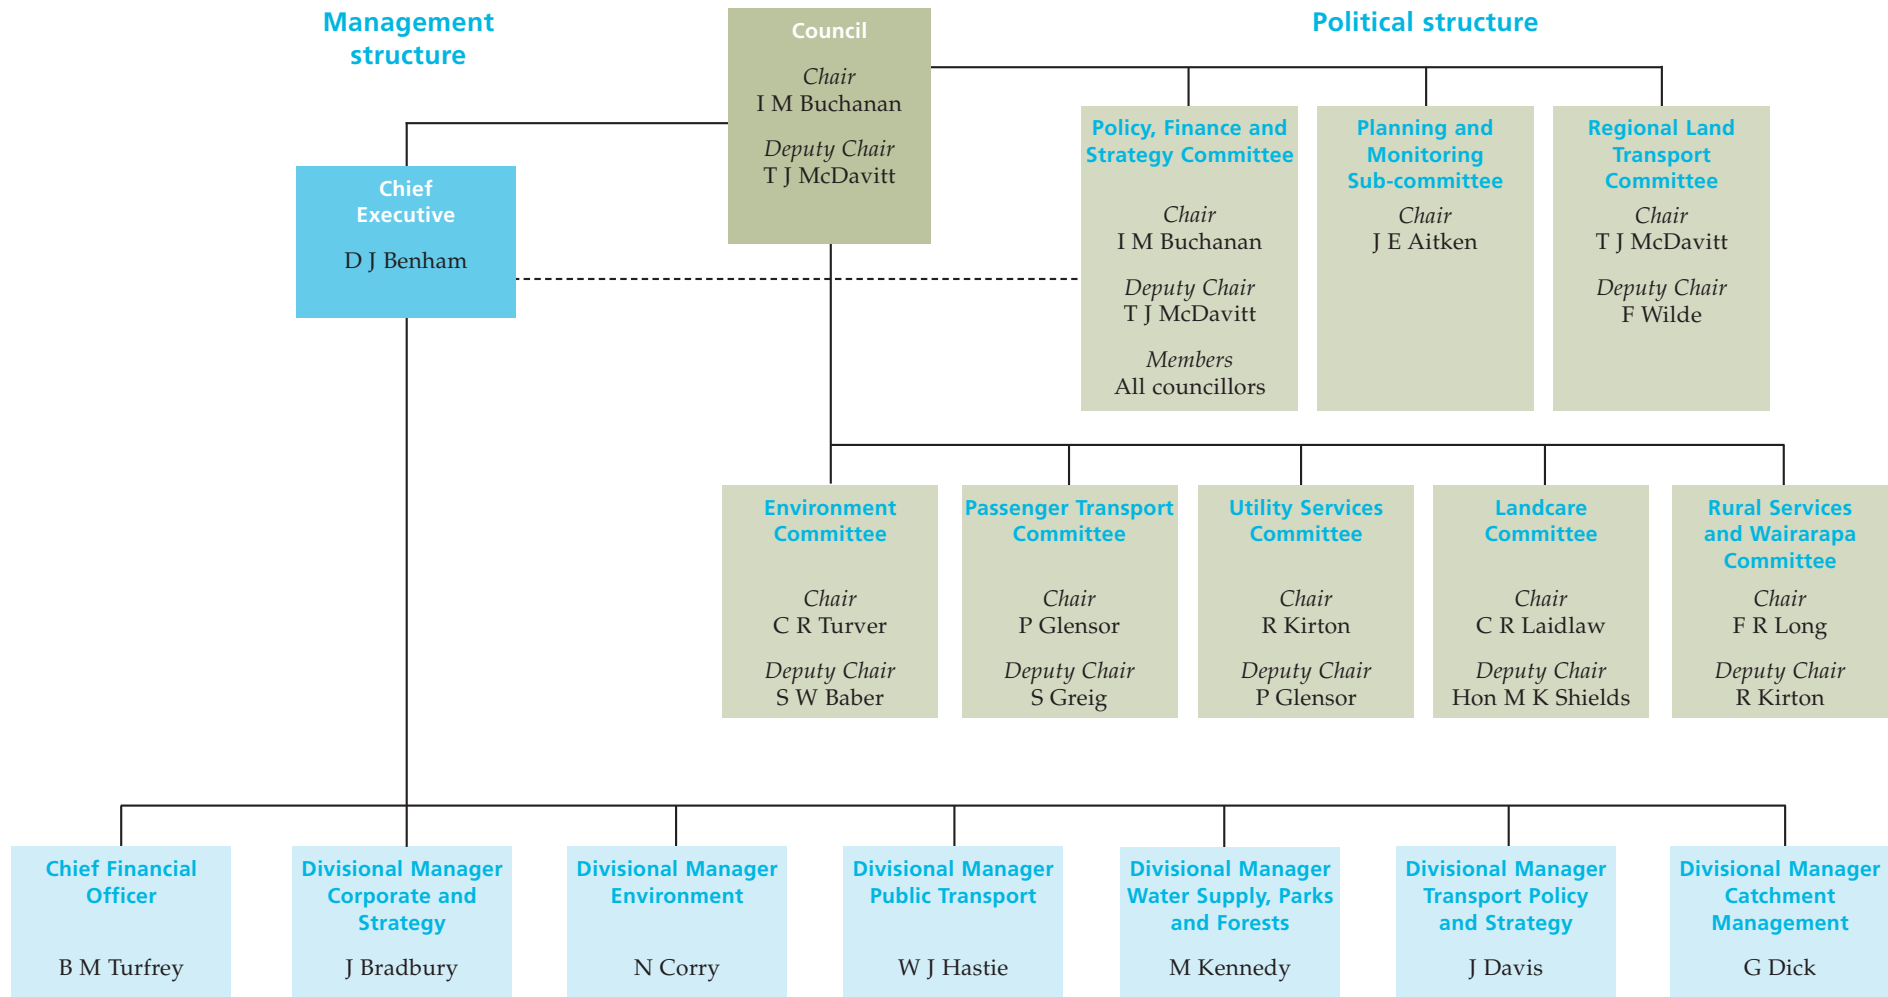 Management
structure
Political structure
Council
Chair
I M Buchanan
Deputy Chair
T J McDavitt
Chief
Executive
D J Benham
Policy, Finance and
Strategy Committee
Chair
I M Buchanan
Deputy Chair
T J McDavitt
Members
All councillors
Planning and
Monitoring
Sub-committee
Chair
J E Aitken
Regional Land
Transport
Committee
Chair
T J McDavitt
Deputy Chair
F Wilde
Environment
Committee
Chair
C R Turver
Deputy Chair
S W Baber
Passenger Transport
Committee
Chair
P Glensor
Deputy Chair
S Greig
Utility Services
Committee
Chair
R Kirton
Deputy Chair
P Glensor
Landcare
Committee
Chair
C R Laidlaw
Deputy Chair
Hon M K Shields
Rural Services
and Wairarapa
Committee
Chair
F R Long
Deputy Chair
R Kirton
Chief Financial
Officer
B M Turfrey
Divisional Manager
Corporate and
Strategy
J Bradbury
Divisional Manager
Environment
N Corry
Divisional Manager
Public Transport
W J Hastie
Divisional Manager
Water Supply, Parks
and Forests
M Kennedy
Divisional Manager
Transport Policy
and Strategy
J Davis
Divisional Manager
Catchment
Management
G Dick